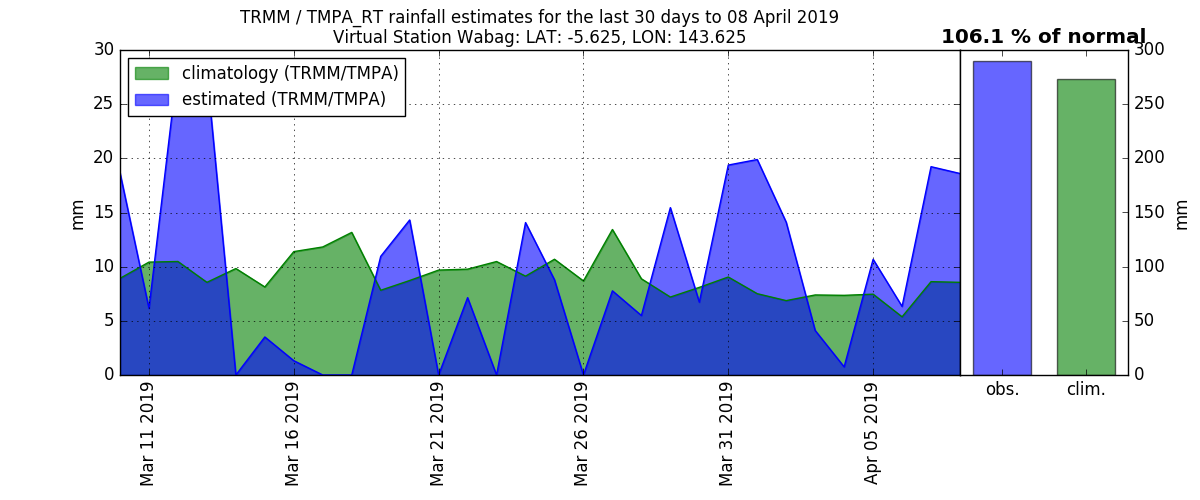 TRMM / TMPA_RT rainfall estimates for the last 30 days to 08 April 2019
Virtual Station Wabag: LAT: -5.625, LON: 143.625
106.1 % of normal
climatology (TRMM/TMPA)
estimated (TRMM/TMPA)
30
25
20
15
10
5
0
mm
Mar 11 2019
Mar 16 2019
Mar 21 2019
Mar 26 2019
Mar 31 2019
Apr 05 2019
obs.
clim.
300
250
200
150
100
50
0
mm